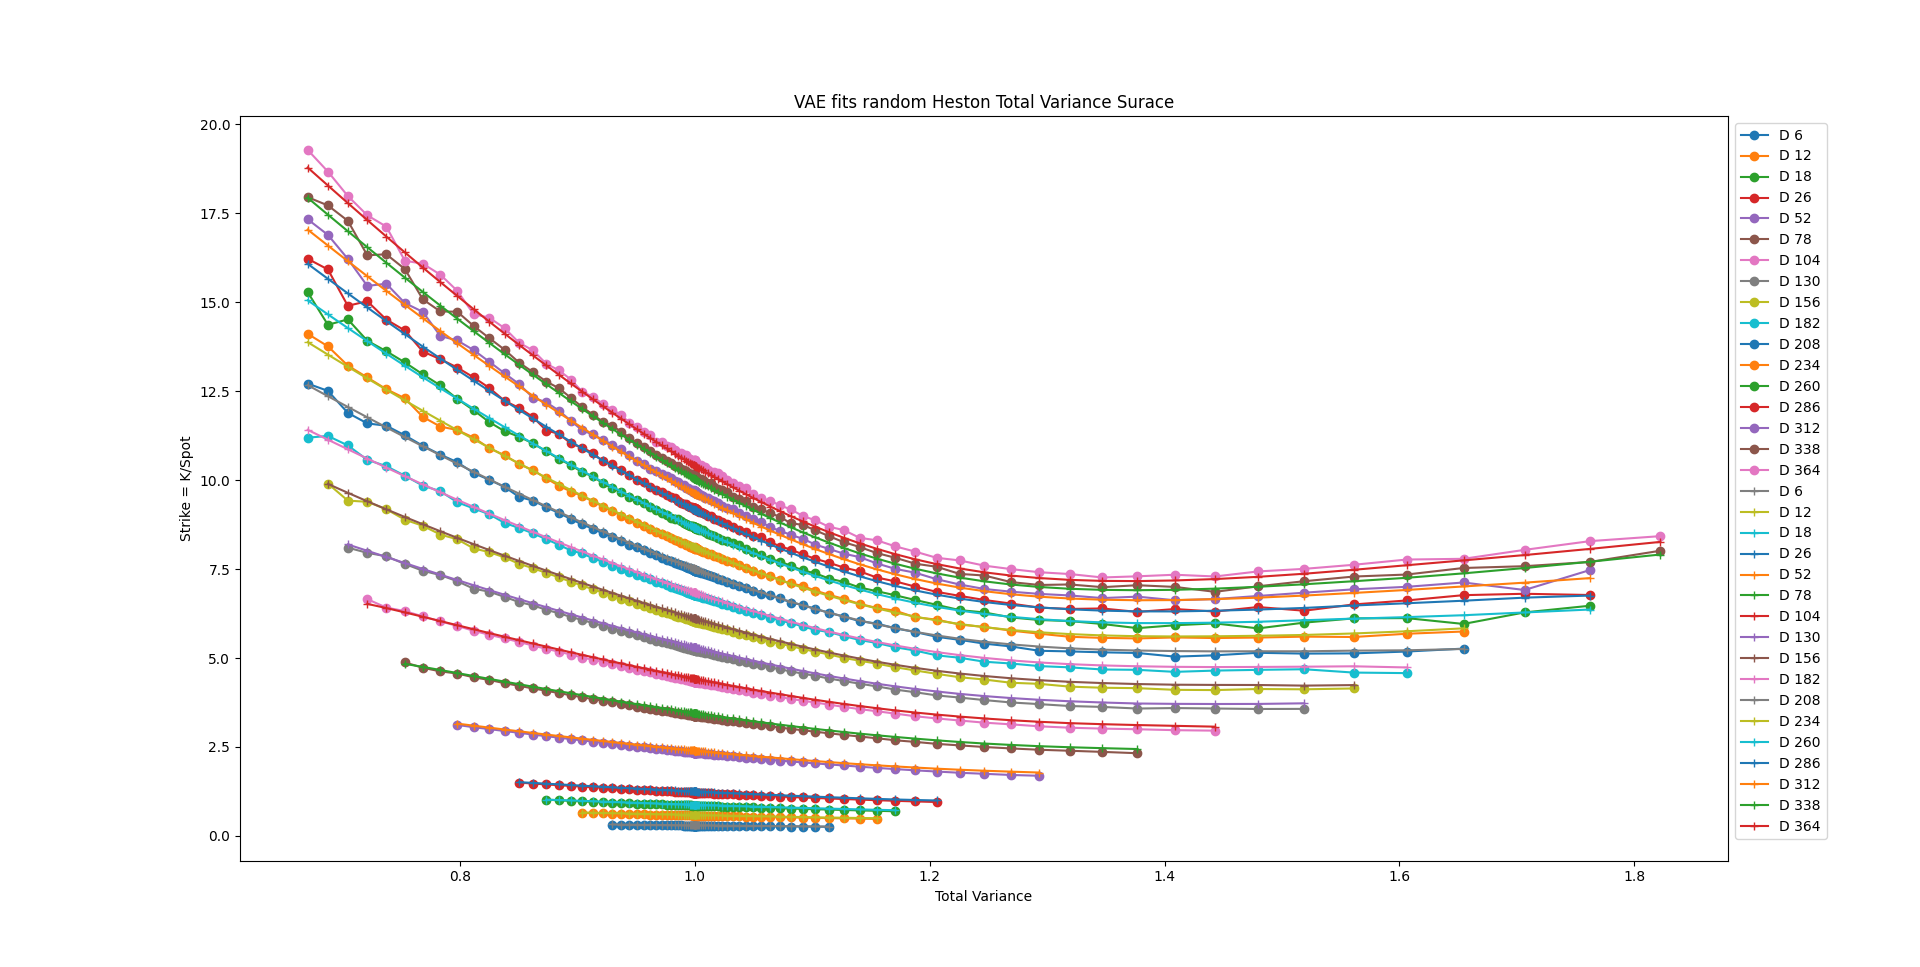 VAE fits random Heston Total Variance Surace
20.0
17.5
15.0
12.5
10.0
7.5
5.0
2.5
0.0
Strike = K/Spot
0.8
1.0
1.2
1.4
1.6
1.8
Total Variance
D 6
D 12
D 18
D 26
D 52
D 78
D 104
D 130
D 156
D 182
D 208
D 234
D 260
D 286
D 312
D 338
D 364
D 6
D 12
D 18
D 26
D 52
D 78
D 104
D 130
D 156
D 182
D 208
D 234
D 260
D 286
D 312
D 338
D 364